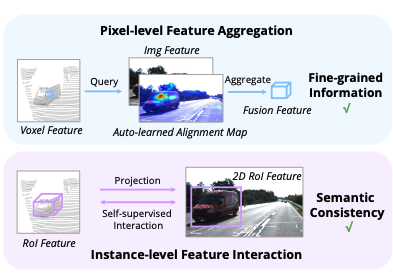 Pixel-level Feature Aggregation
Img Feature
Query
Aggregate
Fine-grained
Information
✓
Voxel Feature
Auto-learned Alignment Map
Fusion Feature
Projection
2D RoI Feature
Self-supervised
Interaction
Semantic
Consistency
✓
RoI Feature
Instance-level Feature Interaction